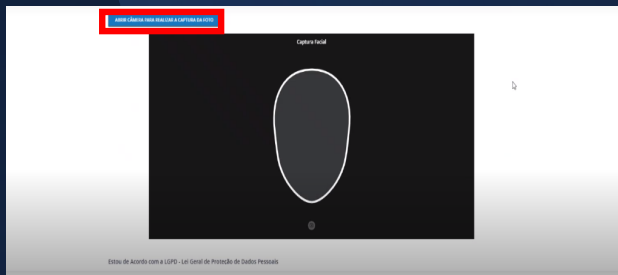 ABRIR CÂMERA PARA REALIZAR A CAPTURA DA FOTO
Captura Facial
Estou de Acordo com a LGPD - Lei Geral de Proteção de Dados Pessoais